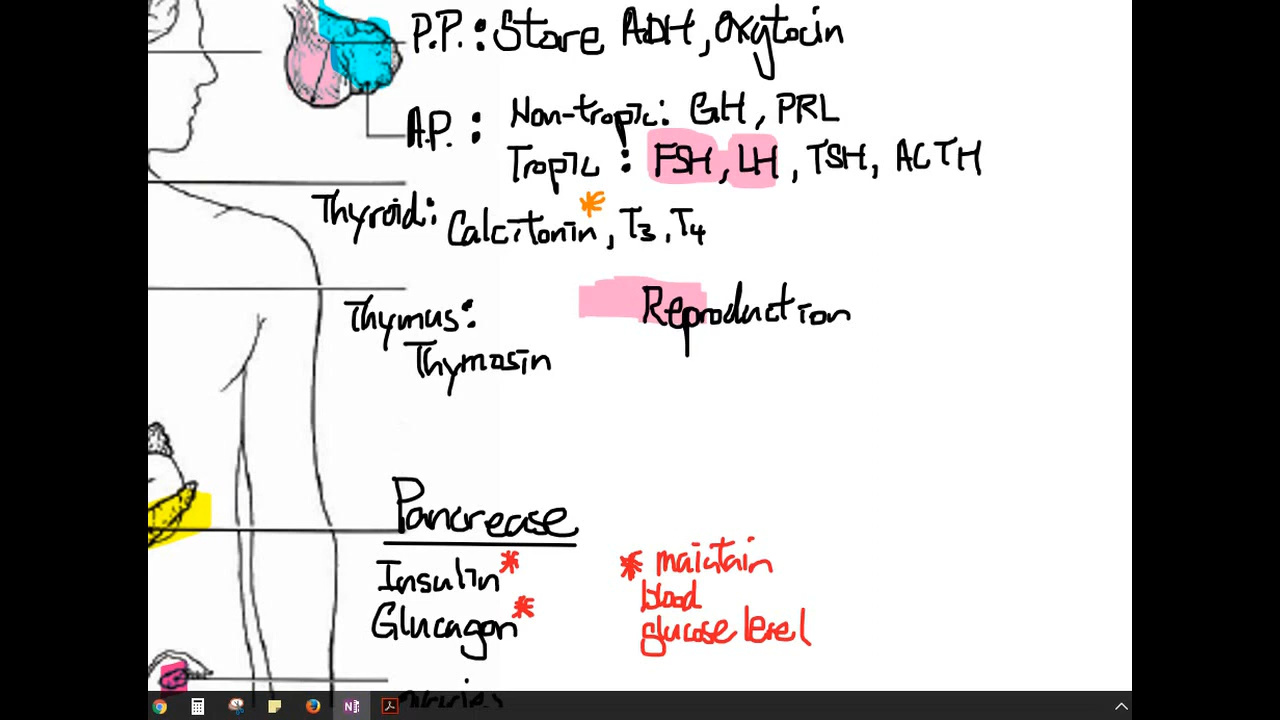 P.P. : Store ADH, Oxytocin
A.P. : Non-tropic : GH, PRL
Tropic : FSH, LH, TSH, ACTH
Thyroid : Calcitonin*, T3, T4
Thymus :
Thymosin
Reproduction
Pancrease
Insulin*
Glucagon*
* maintain
blood
glucose level